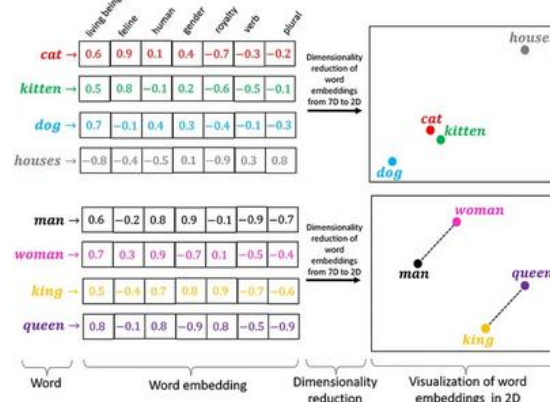 living being feline human gender royalty verb plural
cat → 0.6 0.9 0.1 0.4 −0.7 −0.3 −0.2
kitten → 0.5 0.8 −0.1 0.2 −0.6 −0.5 −0.1
dog → 0.7 −0.1 0.4 0.3 −0.4 −0.1 −0.3
houses → −0.8 −0.4 −0.5 0.1 −0.9 0.3 0.8
Dimensionality
reduction of
word
embeddings
from 7D to 2D
houses
cat
kitten
dog
man → 0.6 −0.2 0.8 0.9 −0.1 −0.9 −0.7
woman → 0.7 0.3 0.9 −0.7 0.1 −0.5 −0.4
king → 0.5 −0.4 0.7 0.8 0.9 −0.7 −0.6
queen → 0.8 −0.1 0.8 −0.9 0.8 −0.5 −0.9
Dimensionality
reduction of
word
embeddings
from 7D to 2D
woman
man
queen
king
Word
Word embedding
Dimensionality
reduction
Visualization of word
embeddings in 2D